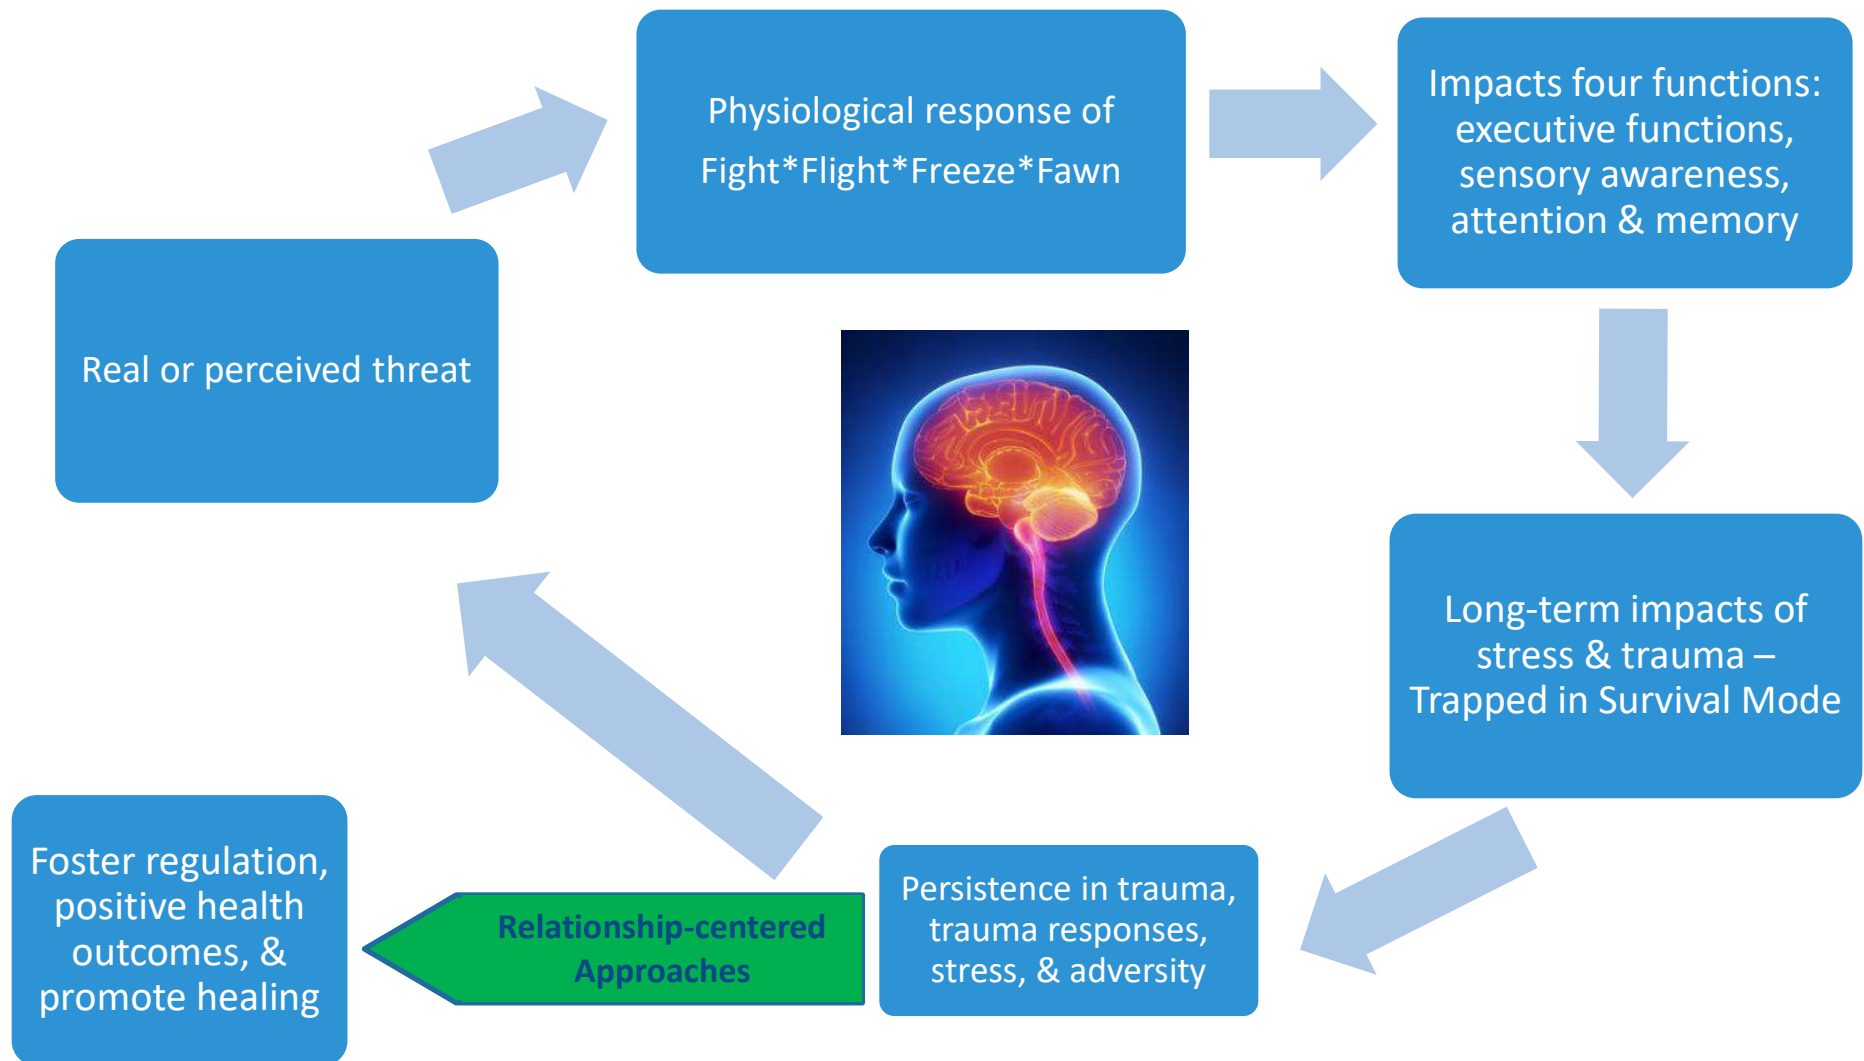 Physiological response of
Fight*Flight*Freeze*Fawn
Impacts four functions:
executive functions,
sensory awareness,
attention & memory
Real or perceived threat
Long-term impacts of
stress & trauma –
Trapped in Survival Mode
Persistence in trauma,
trauma responses,
stress, & adversity
Relationship-centered
Approaches
Foster regulation,
positive health
outcomes, &
promote healing